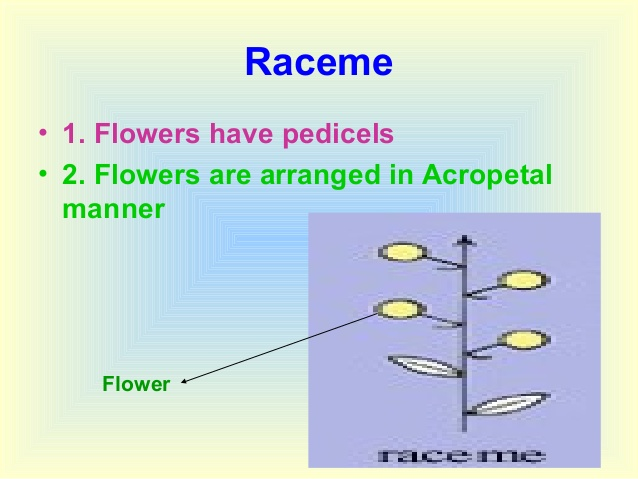 Raceme
• 1. Flowers have pedicels
• 2. Flowers are arranged in Acropetal
manner
Flower
raceme